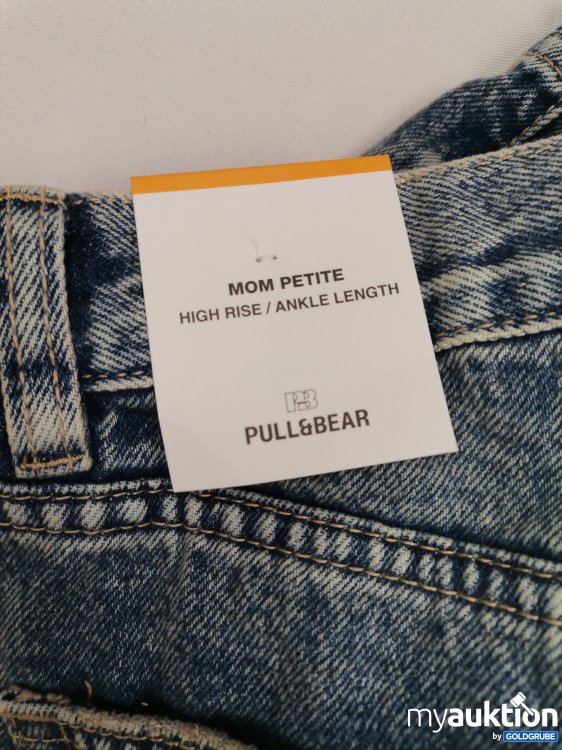 MOM PETITE
HIGH RISE / ANKLE LENGTH
PB
PULL&BEAR
myauktion
by GOLDGRUBE